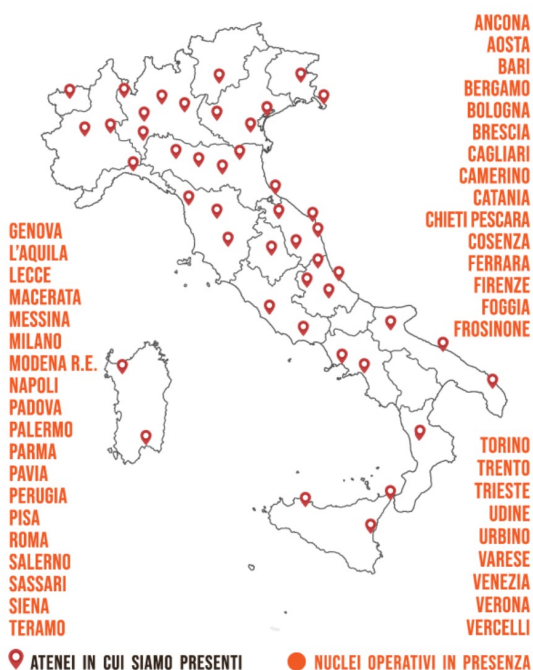 ANCONA
AOSTA
BARI
BERGAMO
BOLOGNA
BRESCIA
CAGLIARI
CAMERINO
CATANIA
CHIETI PESCARA
COSENZA
FERRARA
FIRENZE
FOGGIA
FROSINONE
GENOVA
L'AQUILA
LECCE
MACERATA
MESSINA
MILANO
MODENA R.E.
NAPOLI
PADOVA
PALERMO
PARMA
PAVIA
PERUGIA
PISA
ROMA
SALERNO
SASSARI
SIENA
TERAMO
TORINO
TRENTO
TRIESTE
UDINE
URBINO
VARESE
VENEZIA
VERONA
VERCELLI
ATENEI IN CUI SIAMO PRESENTI
NUCLEI OPERATIVI IN PRESENZA